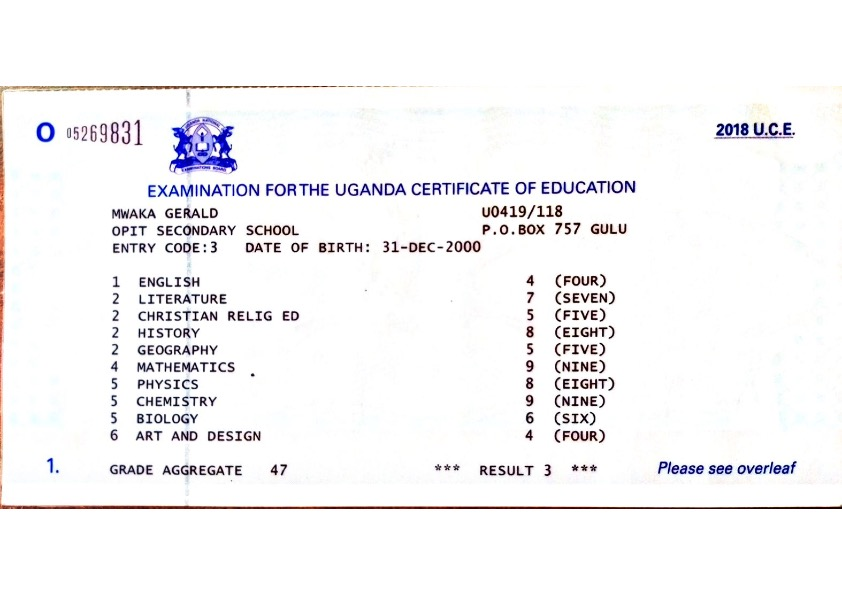 O 05269831
2018 U.C.E.
UGANDA NATIONAL
EXAMINATIONS BOARD
EXAMINATION FOR THE UGANDA CERTIFICATE OF EDUCATION
MWAKA GERALD U0419/118
OPIT SECONDARY SCHOOL P.O.BOX 757 GULU
ENTRY CODE:3 DATE OF BIRTH: 31-DEC-2000
1 ENGLISH 4 (FOUR)
2 LITERATURE 7 (SEVEN)
2 CHRISTIAN RELIG ED 5 (FIVE)
2 HISTORY 8 (EIGHT)
2 GEOGRAPHY 5 (FIVE)
4 MATHEMATICS 9 (NINE)
5 PHYSICS 8 (EIGHT)
5 CHEMISTRY 9 (NINE)
5 BIOLOGY 6 (SIX)
6 ART AND DESIGN 4 (FOUR)
1. GRADE AGGREGATE 47 *** RESULT 3 *** Please see overleaf